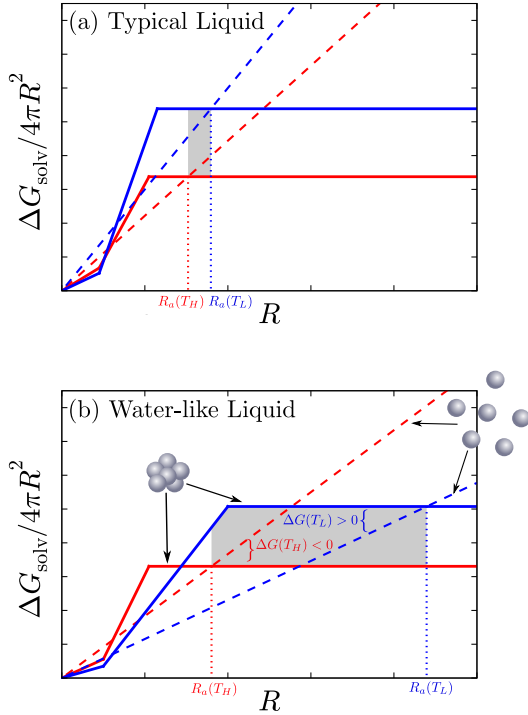 (a) Typical Liquid
ΔG_solv/4πR²
R_a(T_H) R_a(T_L)
R
(b) Water-like Liquid
ΔG_solv/4πR²
ΔG(T_L) > 0 {
} ΔG(T_H) < 0
R_a(T_H) R_a(T_L)
R